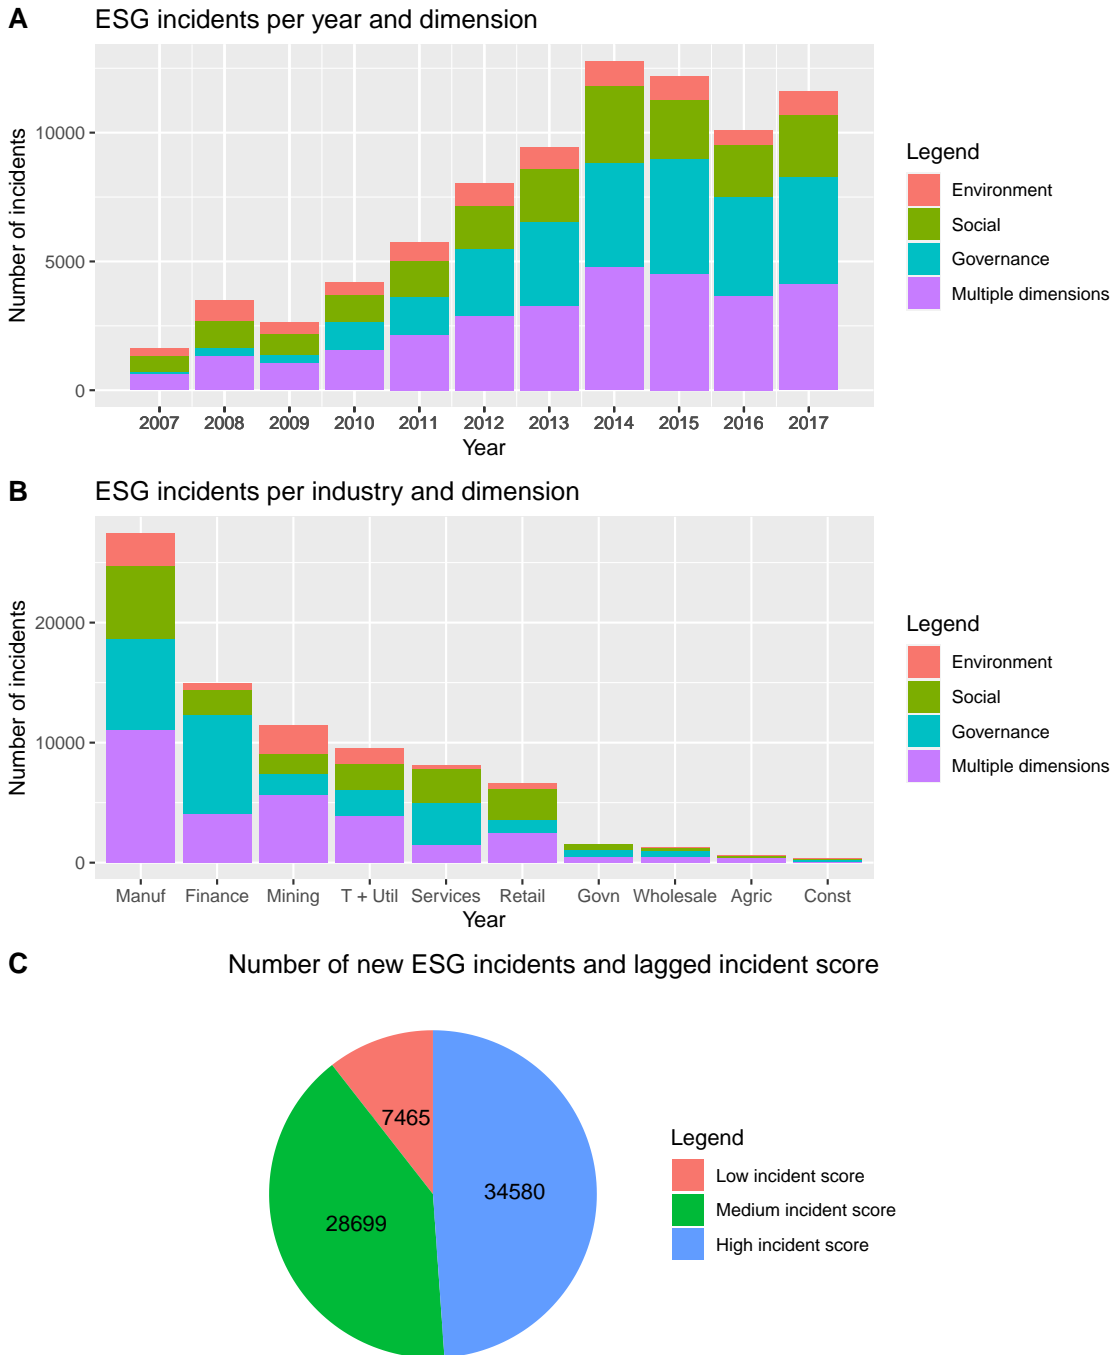 A
ESG incidents per year and dimension
Number of incidents
10000
5000
0
2007 2008 2009 2010 2011 2012 2013 2014 2015 2016 2017
Year
Legend
Environment
Social
Governance
Multiple dimensions
B
ESG incidents per industry and dimension
Number of incidents
20000
10000
0
Manuf Finance Mining T + Util Services Retail Govn Wholesale Agric Const
Year
Legend
Environment
Social
Governance
Multiple dimensions
C
Number of new ESG incidents and lagged incident score
7465
34580
28699
Legend
Low incident score
Medium incident score
High incident score